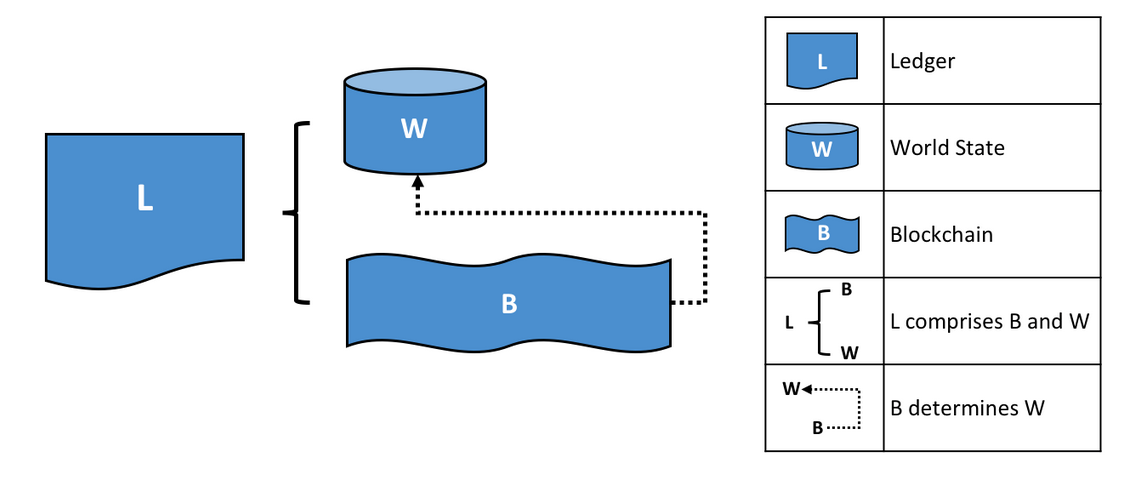 L
W
B
L
Ledger
W
World State
B
Blockchain
B
L
W
L comprises B and W
W
B
B determines W